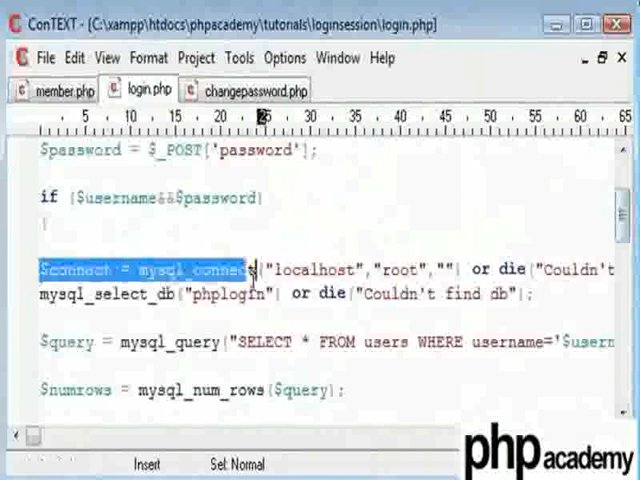 ConTEXT - [C:\xampp\htdocs\phpacademy\tutorials\loginsession\login.php]
File Edit View Format Project Tools Options Window Help
member.php login.php changepassword.php
5 10 15 20 25 30 35 40 45 50 55 60 65
$password = $_POST['password'];
if ($username&&$password)
{
$connect = mysql_connect("localhost","root","") or die("Couldn't
mysql_select_db("phplogin") or die("Couldn't find db");
$query = mysql_query("SELECT * FROM users WHERE username='$usern
$numrows = mysql_num_rows($query);
Insert Sel: Normal
php academy